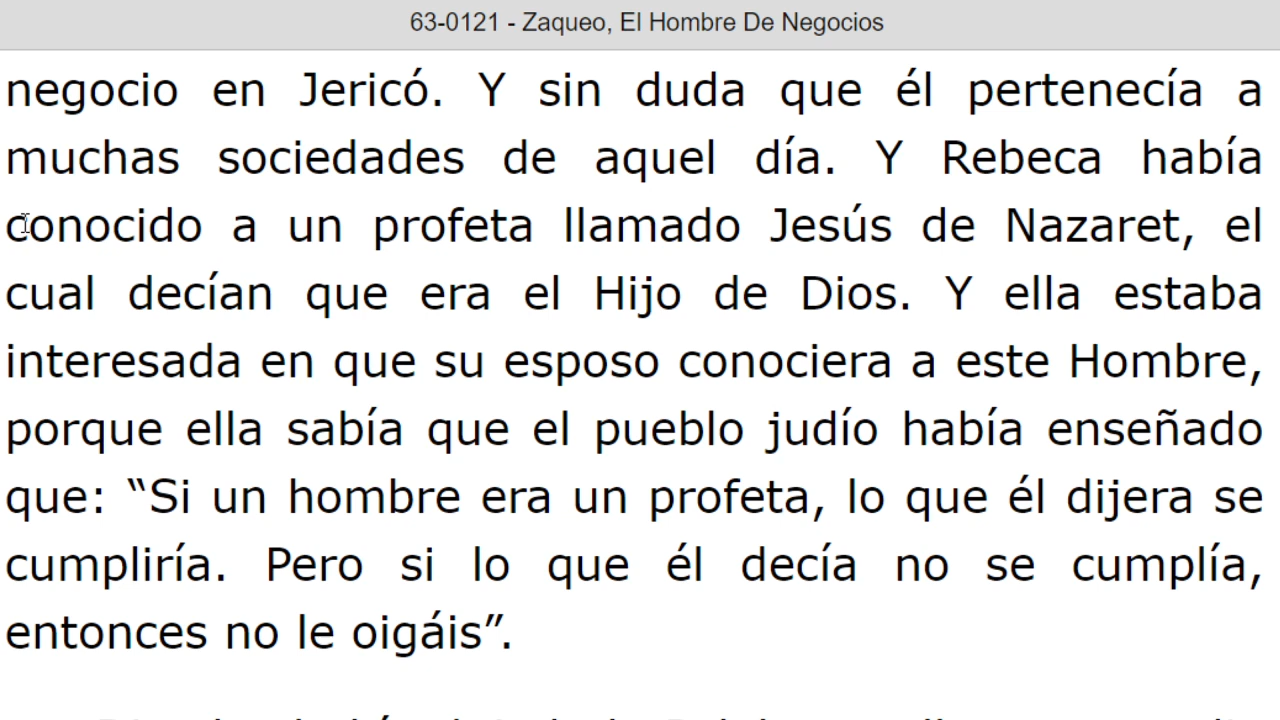 63-0121 - Zaqueo, El Hombre De Negocios
negocio en Jericó. Y sin duda que él pertenecía a
muchas sociedades de aquel día. Y Rebeca había
conocido a un profeta llamado Jesús de Nazaret, el
cual decían que era el Hijo de Dios. Y ella estaba
interesada en que su esposo conociera a este Hombre,
porque ella sabía que el pueblo judío había enseñado
que: “Si un hombre era un profeta, lo que él dijera se
cumpliría. Pero si lo que él decía no se cumplía,
entonces no le oigáis”.